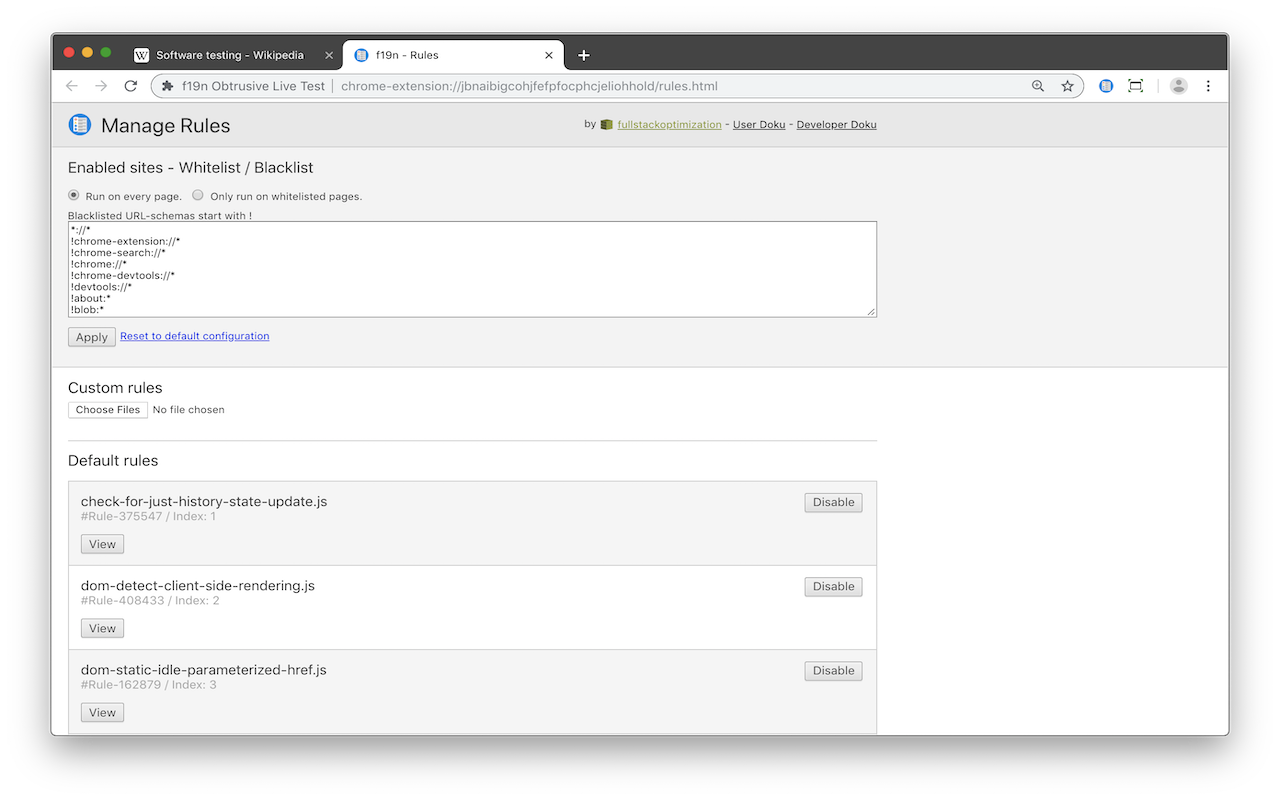 Software testing - Wikipedia
f19n - Rules
f19n Obtrusive Live Test | chrome-extension://jbnaibigcohjfefpfocphcjeliohhold/rules.html
Manage Rules
by fullstackoptimization - User Doku - Developer Doku
Enabled sites - Whitelist / Blacklist
Run on every page. Only run on whitelisted pages.
Blacklisted URL-schemas start with !
*://*
!chrome-extension://*
!chrome-search://*
!chrome://*
!chrome-devtools://*
!devtools://*
!about:*
!blob:*
Apply Reset to default configuration
Custom rules
Choose Files No file chosen
Default rules
check-for-just-history-state-update.js
Disable
#Rule-375547 / Index: 1
View
dom-detect-client-side-rendering.js
Disable
#Rule-408433 / Index: 2
View
dom-static-idle-parameterized-href.js
Disable
#Rule-162879 / Index: 3
View